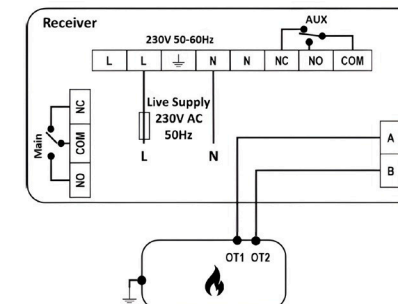 Receiver
AUX
230V 50-60Hz
L L N N NC NO COM
Live Supply
230V AC
50Hz
L N
Main
NC
COM
NO
A
B
OT1 OT2